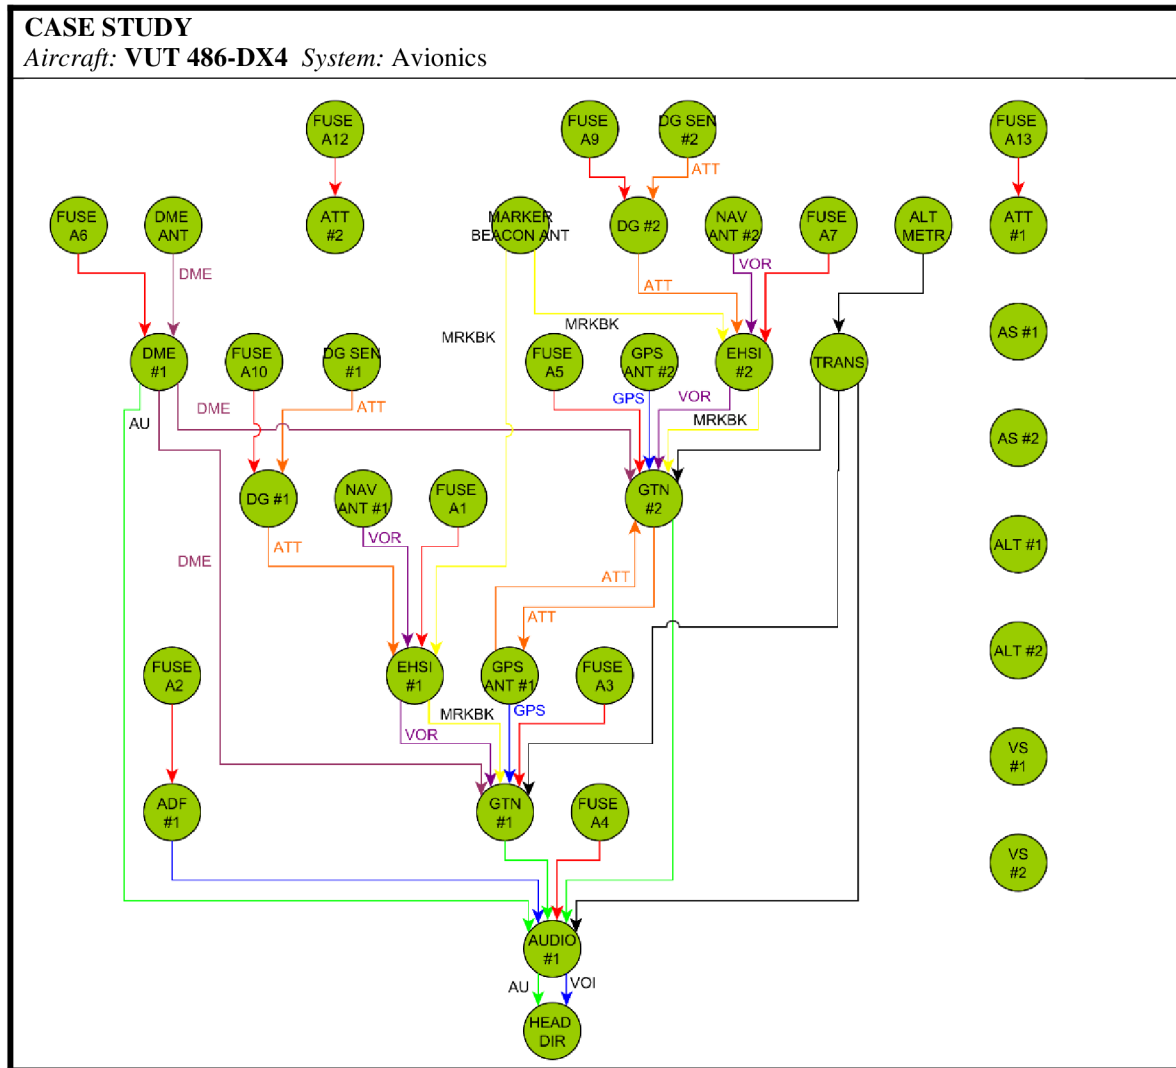 CASE STUDY
Aircraft: VUT 486-DX4 System: Avionics
FUSE
A12
FUSE
A9
DG SEN
#2
FUSE
A13
ATT
FUSE
A6
DME
ANT
ATT
#2
MARKER
BEACON ANT
DG #2
NAV
ANT #2
FUSE
A7
ALT
METR
ATT
#1
DME
VOR
ATT
MRKBK
MRKBK
AS #1
DME
#1
FUSE
A10
DG SEN
#1
FUSE
A5
GPS
ANT #2
EHSI
#2
TRANS
DME
ATT
GPS
VOR
AU
MRKBK
AS #2
DG #1
NAV
ANT #1
FUSE
A1
GTN
#2
ATT
VOR
ALT #1
DME
ATT
ATT
ALT #2
FUSE
A2
EHSI
#1
GPS
ANT #1
FUSE
A3
MRKBK
GPS
VOR
VS
#1
ADF
#1
GTN
#1
FUSE
A4
VS
#2
AUDIO
#1
AU
VOI
HEAD
DIR